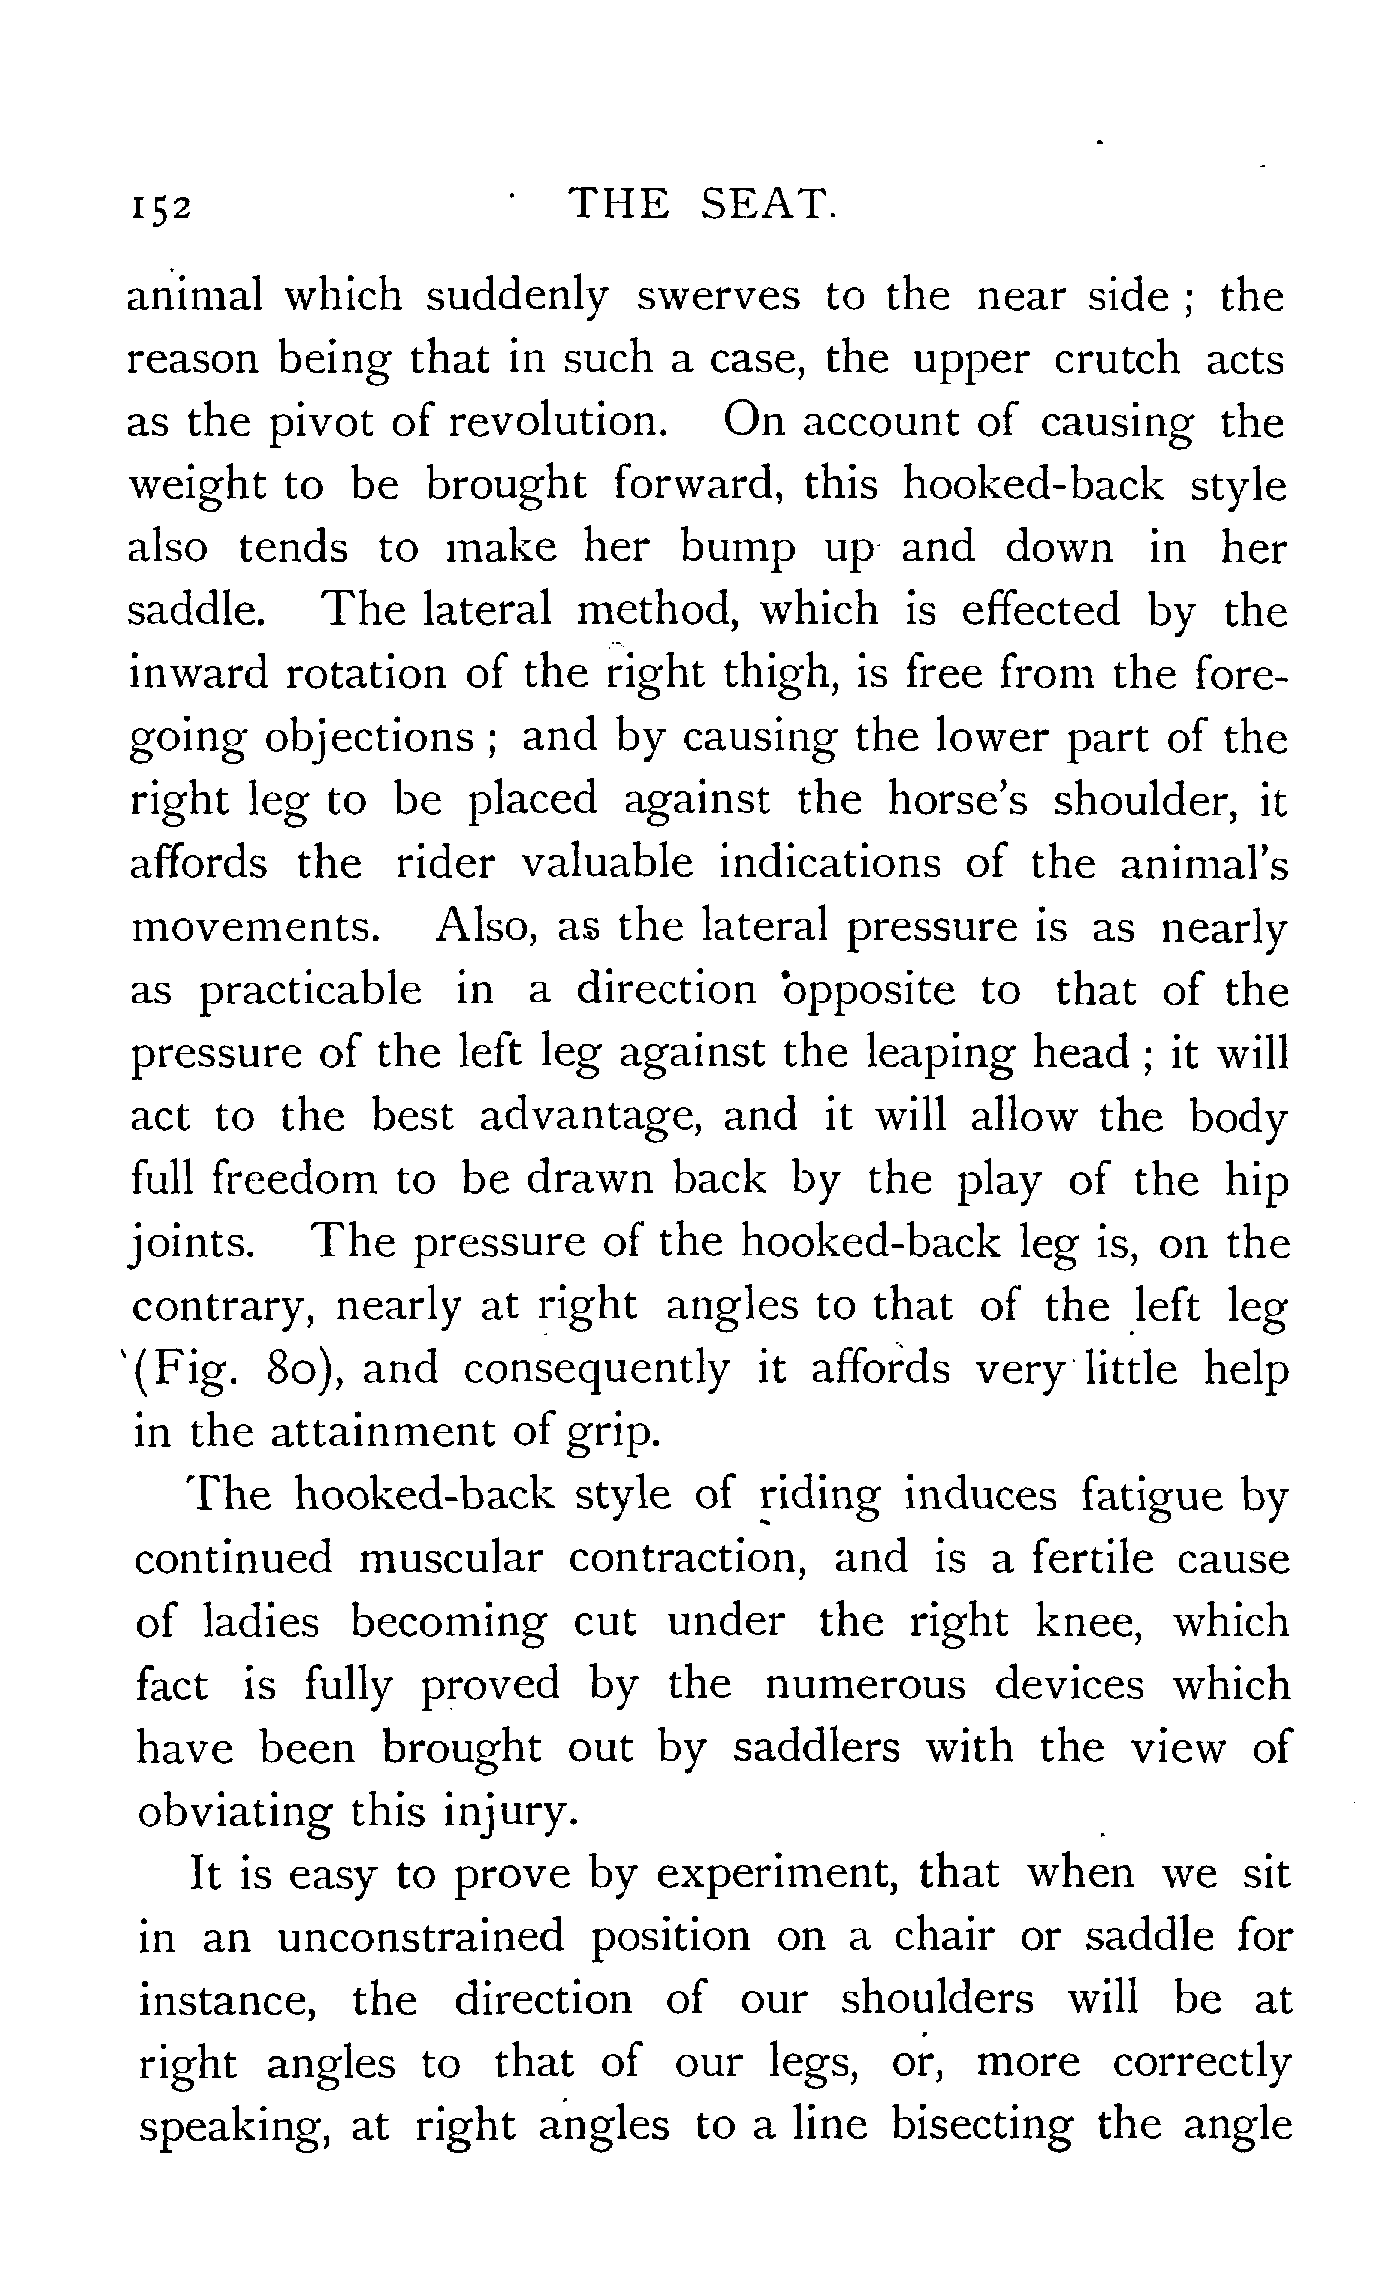 152 THE SEAT.
animal which suddenly swerves to the near side ; the
reason being that in such a case, the upper crutch acts
as the pivot of revolution. On account of causing the
weight to be brought forward, this hooked-back style
also tends to make her bump up and down in her
saddle. The lateral method, which is effected by the
inward rotation of the right thigh, is free from the fore-
going objections ; and by causing the lower part of the
right leg to be placed against the horse's shoulder, it
affords the rider valuable indications of the animal's
movements. Also, as the lateral pressure is as nearly
as practicable in a direction opposite to that of the
pressure of the left leg against the leaping head ; it will
act to the best advantage, and it will allow the body
full freedom to be drawn back by the play of the hip
joints. The pressure of the hooked-back leg is, on the
contrary, nearly at right angles to that of the left leg
(Fig. 80), and consequently it affords very little help
in the attainment of grip.
The hooked-back style of riding induces fatigue by
continued muscular contraction, and is a fertile cause
of ladies becoming cut under the right knee, which
fact is fully proved by the numerous devices which
have been brought out by saddlers with the view of
obviating this injury.
It is easy to prove by experiment, that when we sit
in an unconstrained position on a chair or saddle for
instance, the direction of our shoulders will be at
right angles to that of our legs, or, more correctly
speaking, at right angles to a line bisecting the angle